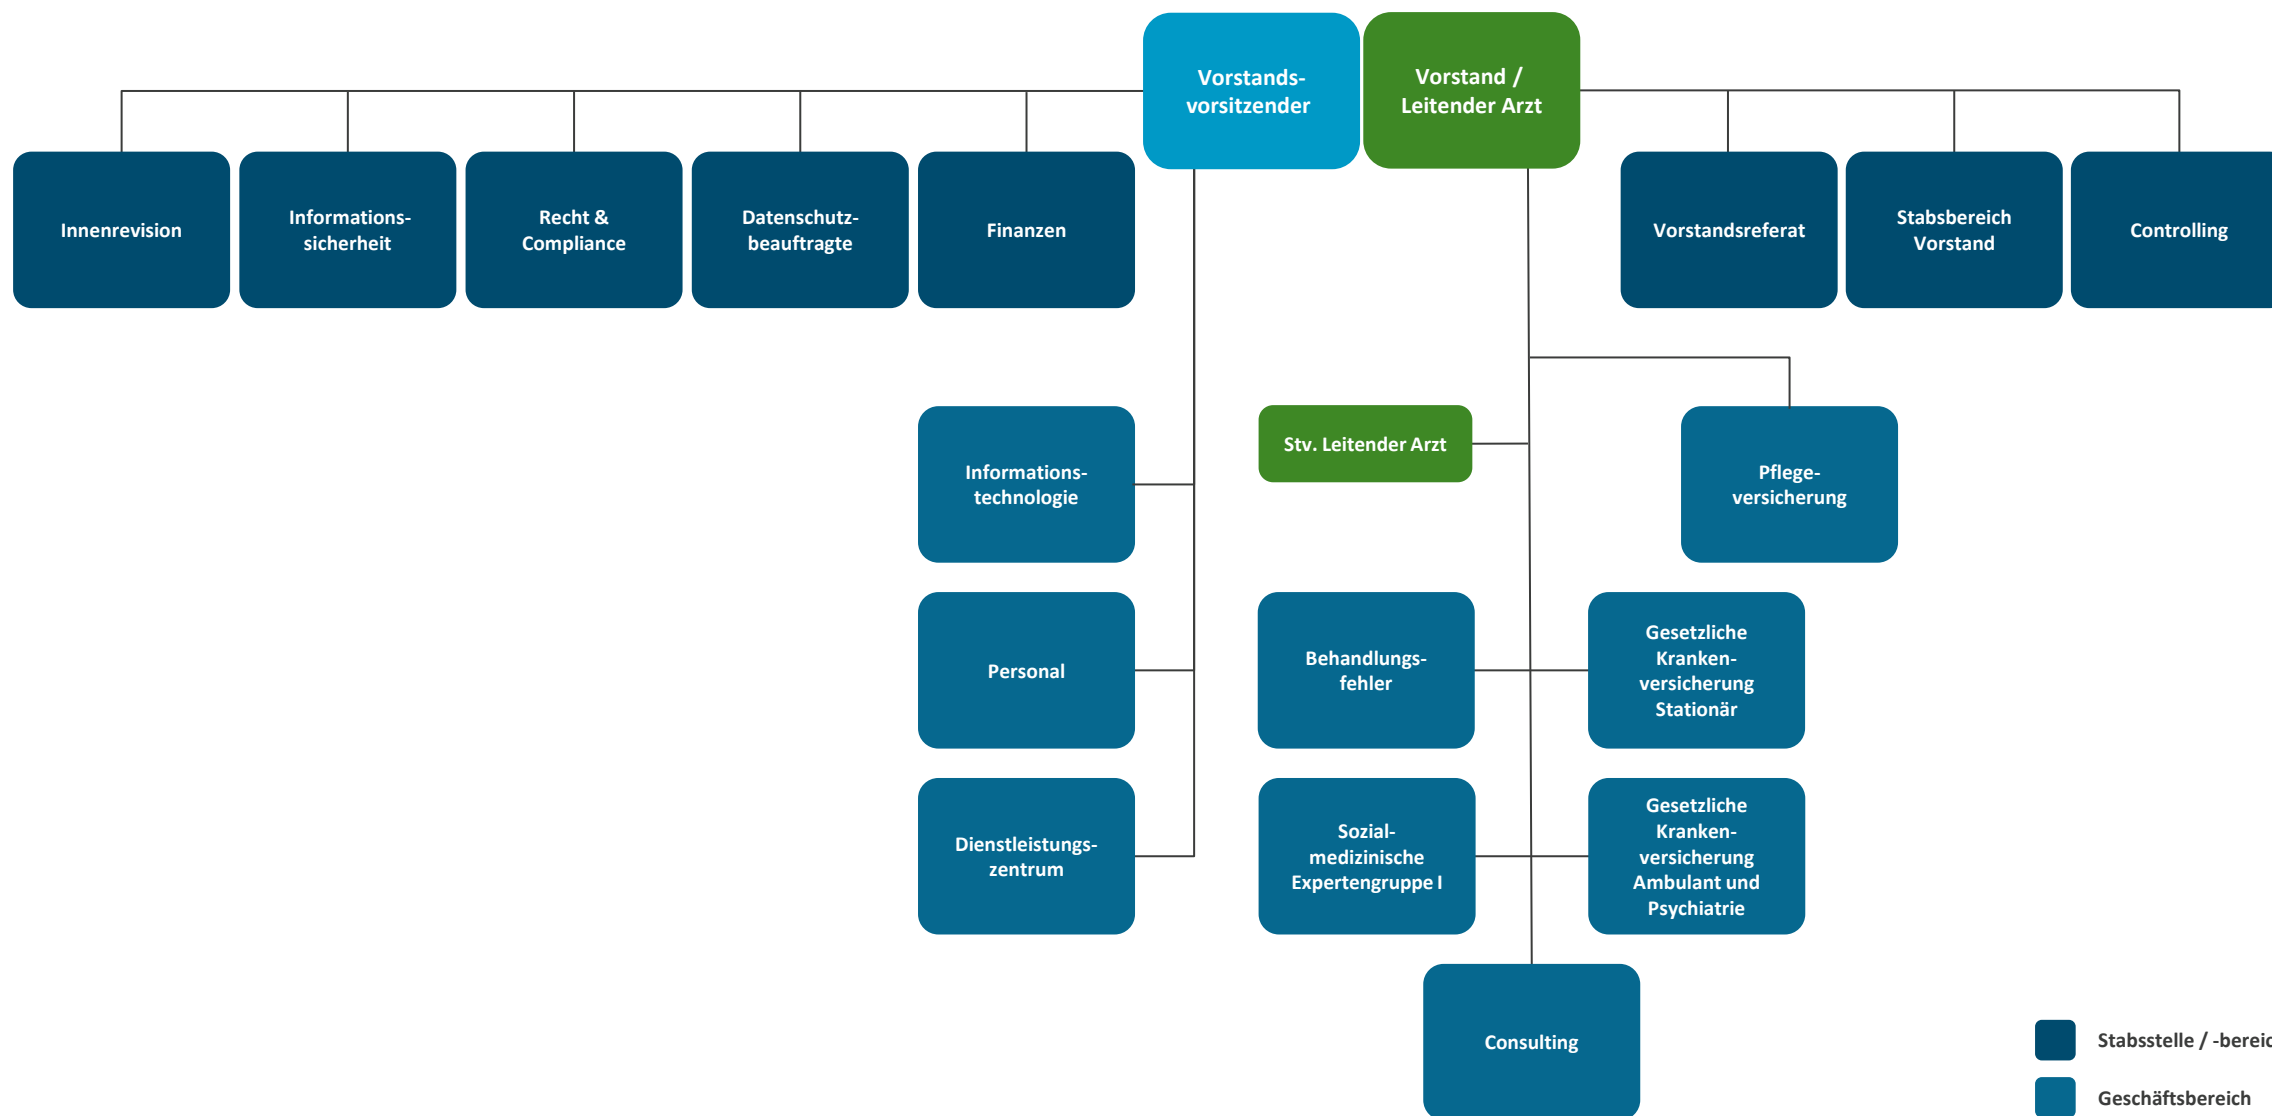 Vorstands-
vorsitzender
Vorstand /
Leitender Arzt
Innenrevision
Informations-
sicherheit
Recht &
Compliance
Datenschutz-
beauftragte
Finanzen
Vorstandsreferat
Stabsbereich
Vorstand
Controlling
Informations-
technologie
Stv. Leitender Arzt
Pflege-
versicherung
Personal
Behandlungs-
fehler
Gesetzliche
Kranken-
versicherung
Stationär
Dienstleistungs-
zentrum
Sozial-
medizinische
Expertengruppe I
Gesetzliche
Kranken-
versicherung
Ambulant und
Psychiatrie
Consulting
Stabsstelle /
Geschäftsbereich